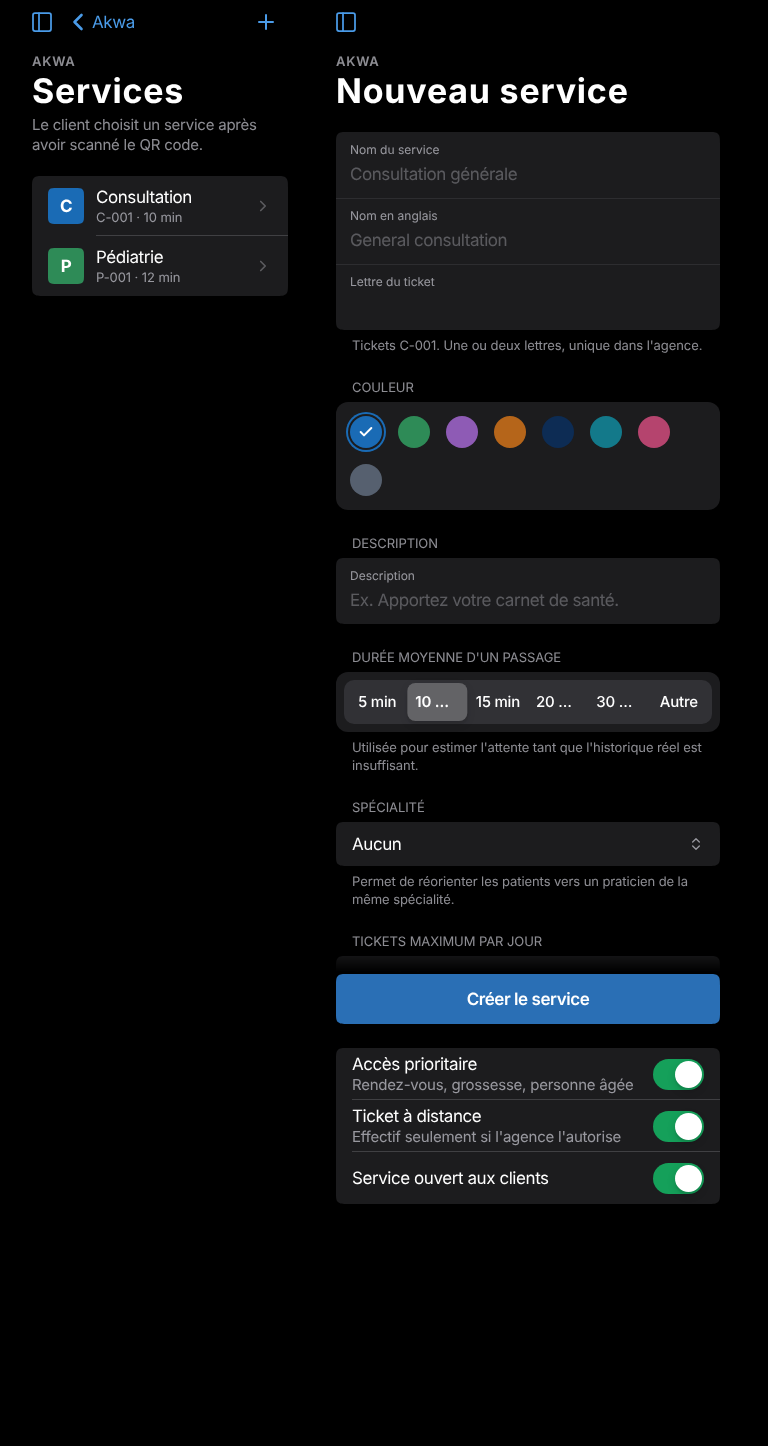 Akwa
AKWA
Services
Le client choisit un service après
avoir scanné le QR code.
C
Consultation
C-001 · 10 min
P
Pédiatrie
P-001 · 12 min
AKWA
Nouveau service
Nom du service
Consultation générale
Nom en anglais
General consultation
Lettre du ticket
Tickets C-001. Une ou deux lettres, unique dans l'agence.
COULEUR
DESCRIPTION
Description
Ex. Apportez votre carnet de santé.
DURÉE MOYENNE D'UN PASSAGE
5 min 10 ... 15 min 20 ... 30 ... Autre
Utilisée pour estimer l'attente tant que l'historique réel est
insuffisant.
SPÉCIALITÉ
Aucun
Permet de réorienter les patients vers un praticien de la
même spécialité.
TICKETS MAXIMUM PAR JOUR
Créer le service
Accès prioritaire
Rendez-vous, grossesse, personne âgée
Ticket à distance
Effectif seulement si l'agence l'autorise
Service ouvert aux clients